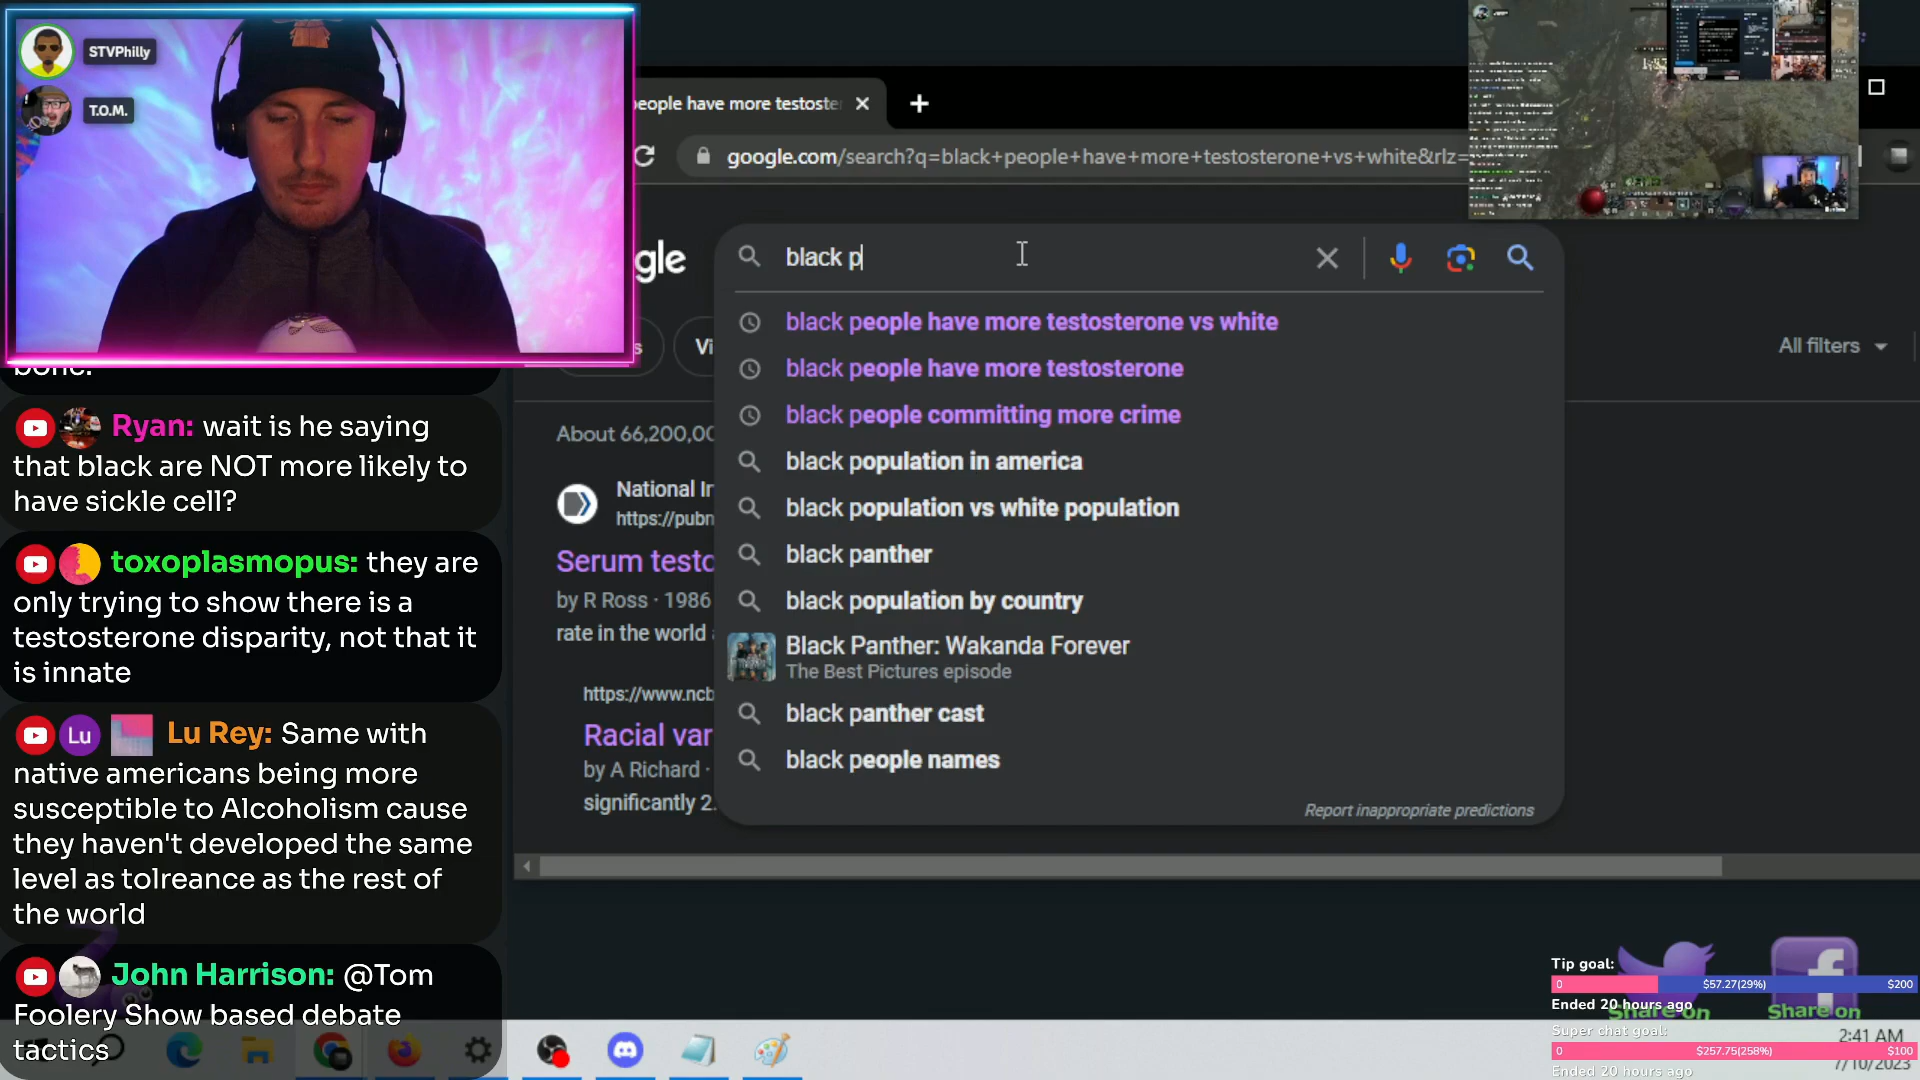 STVPhilly
T.O.M.
eople have more testoste
google.com/search?q=black+people+have+more+testosterone+vs+white&rlz=
gle
black p
black people have more testosterone vs white
black people have more testosterone
black people committing more crime
black population in america
black population vs white population
black panther
black population by country
Black Panther: Wakanda Forever
The Best Pictures episode
black panther cast
black people names
Report inappropriate predictions
s
Vi
All filters
About 66,200,00
National Ir
https://pubn
Serum testo
by R Ross · 1986
rate in the world
https://www.ncb
Racial var
by A Richard ·
significantly 2.
bone.
Ryan: wait is he saying
that black are NOT more likely to
have sickle cell?
toxoplasmopus: they are
only trying to show there is a
testosterone disparity, not that it
is innate
Lu
Lu Rey: Same with
native americans being more
susceptible to Alcoholism cause
they haven't developed the same
level as tolreance as the rest of
the world
John Harrison: @Tom
Foolery Show based debate
tactics
Tip goal:
0 $57.27(29%) $200
Ended 20 hours ago
Share on
Share on
Super chat goal:
0 $257.75(258%) $100
Ended 20 hours ago
2:41 AM
7/10/2023